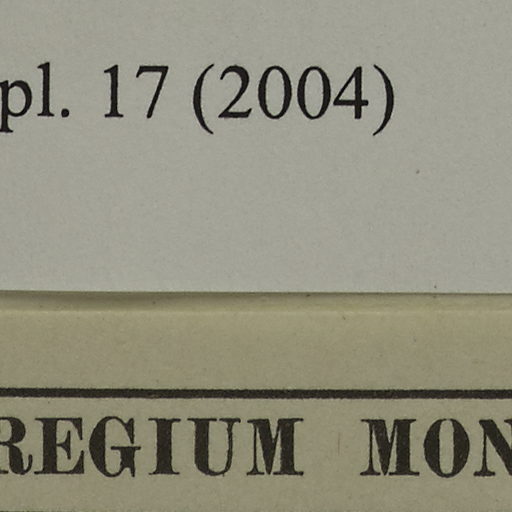 pl. 17 (2004)
REGIUM MON